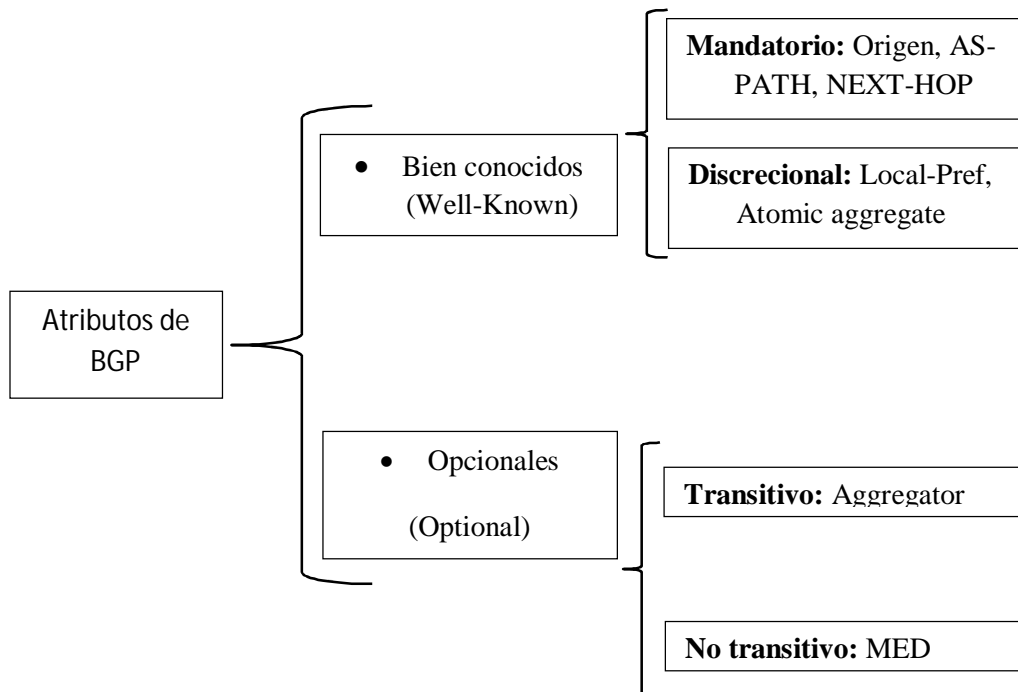 Atributos de
BGP
• Bien conocidos
(Well-Known)
Mandatorio: Origen, AS-
PATH, NEXT-HOP
Discrecional: Local-Pref,
Atomic aggregate
• Opcionales
(Optional)
Transitivo: Aggregator
No transitivo: MED